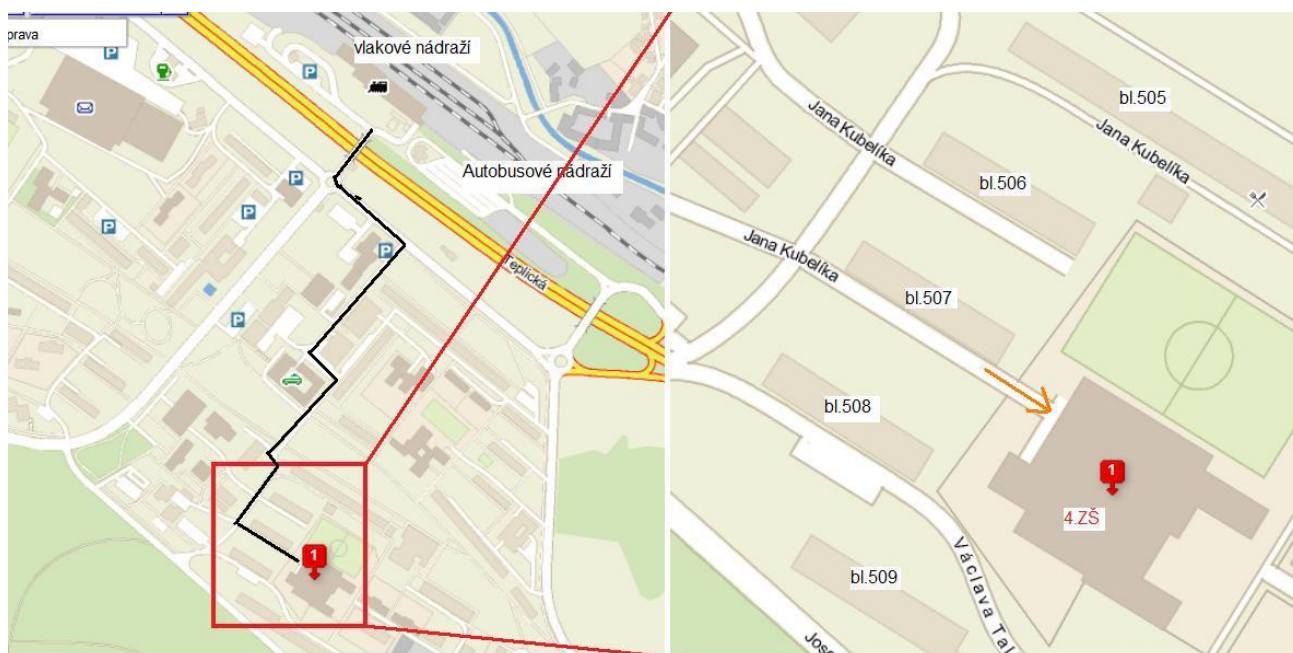 prava
P
vlakové nádraží
P
Autobusové nádraží
P
P
P
P
Teplická
P
1
bl.505
Jana Kubelíka
Jana Kubelíka
bl.506
Jana Kubelíka
bl.507
bl.508
1
4.ZŠ
bl.509
Václava Tal
Jose